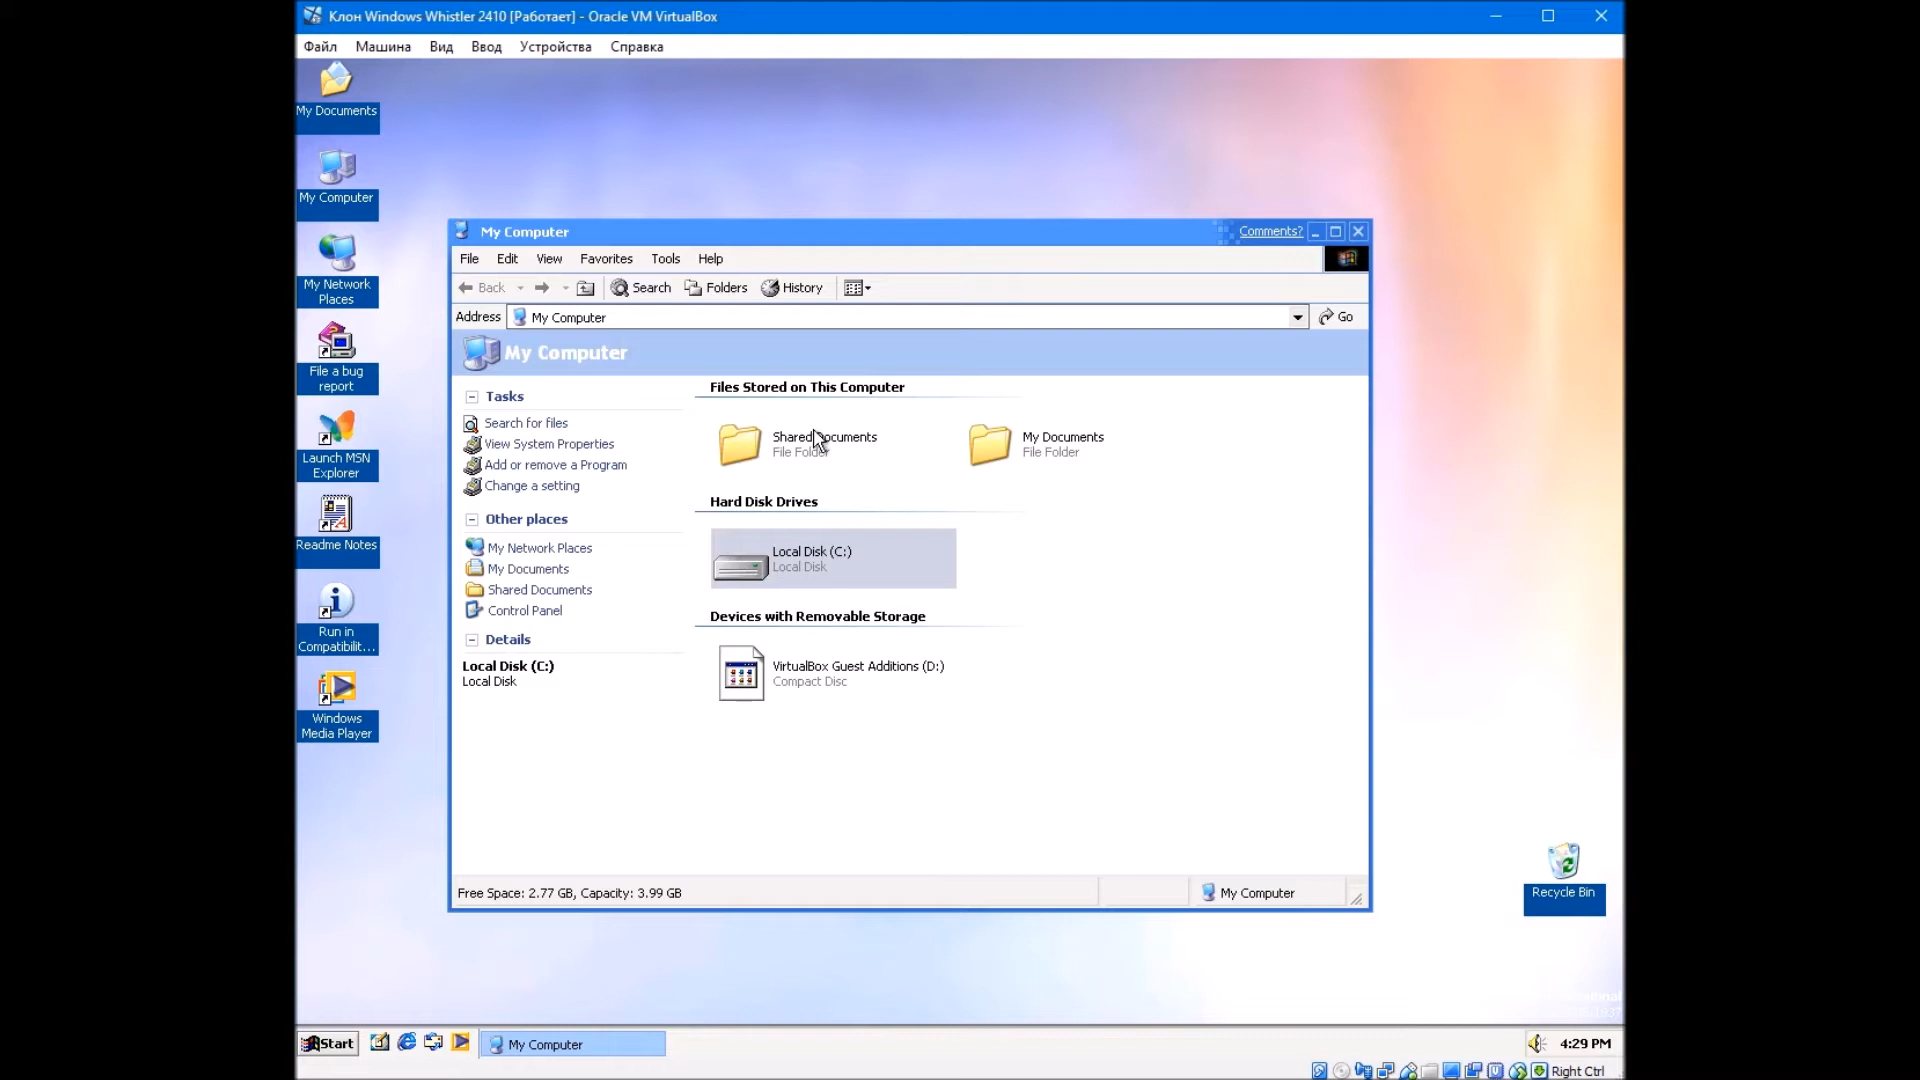 Клон Windows Whistler 2410 [Работает] - Oracle VM VirtualBox
Файл Машина Вид Ввод Устройства Справка
My Documents
My Computer
My Network
Places
File a bug
report
Launch MSN
Explorer
Readme Notes
Run in
Compatibilit...
Windows
Media Player
Recycle Bin
My Computer Comments?
File Edit View Favorites Tools Help
Back Search Folders History
Address My Computer Go
My Computer
Tasks
Search for files
View System Properties
Add or remove a Program
Change a setting
Other places
My Network Places
My Documents
Shared Documents
Control Panel
Details
Local Disk (C:)
Local Disk
Files Stored on This Computer
Shared Documents
File Folder
My Documents
File Folder
Hard Disk Drives
Local Disk (C:)
Local Disk
Devices with Removable Storage
VirtualBox Guest Additions (D:)
Compact Disc
Free Space: 2.77 GB, Capacity: 3.99 GB My Computer
Start My Computer 4:29 PM
Right Ctrl